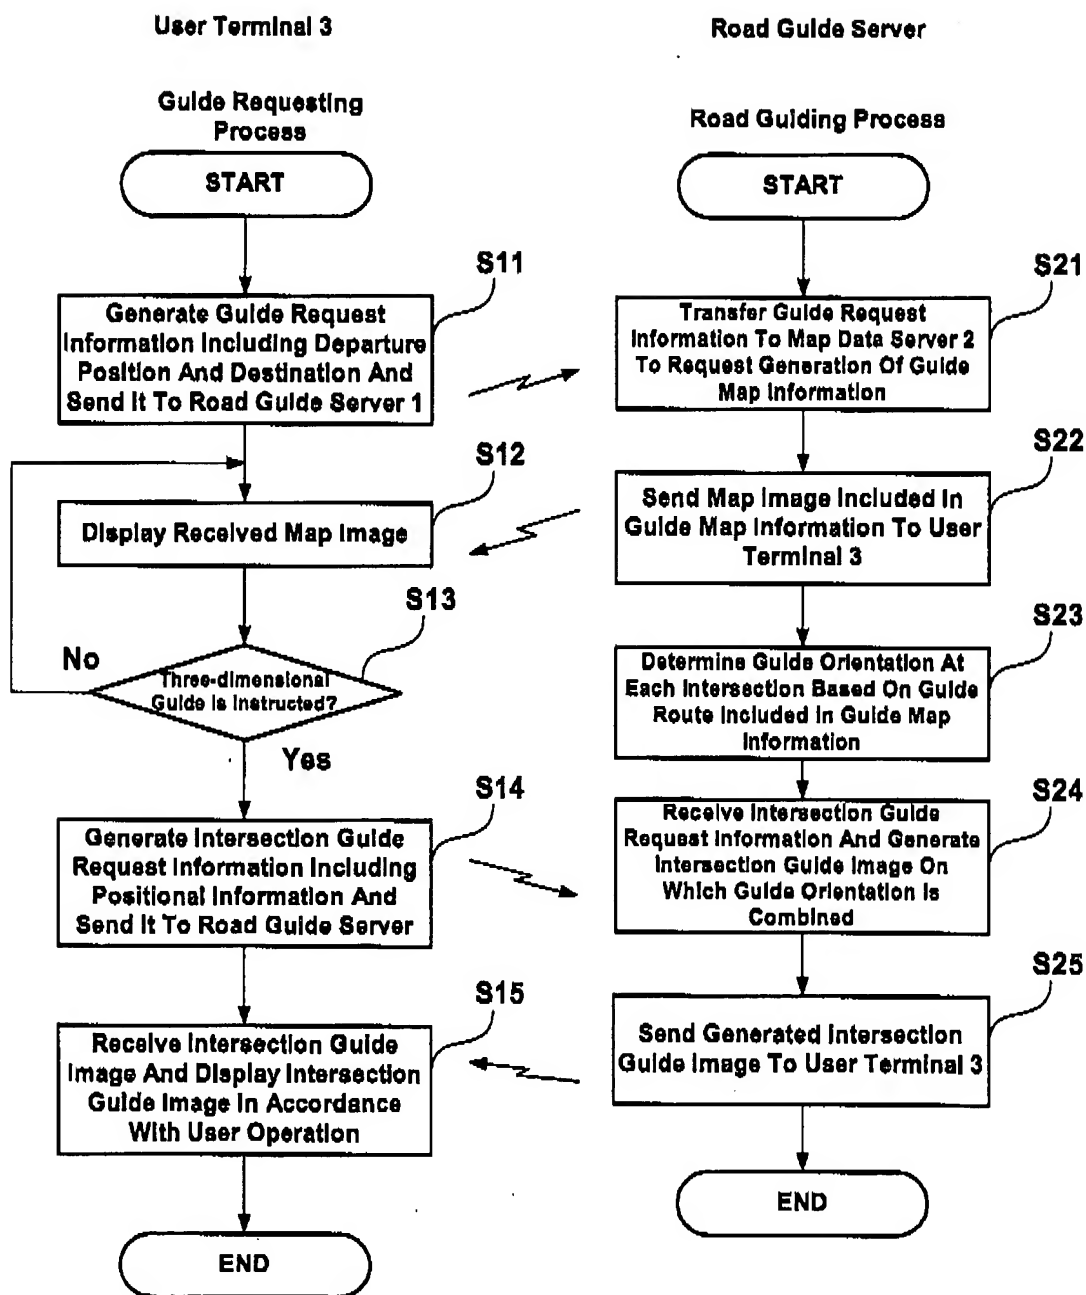 User Terminal 3
Guide Requesting
Process
START
S11
Generate Guide Request
Information Including Departure
Position And Destination And
Send It To Road Guide Server 1
S12
Display Received Map Image
S13
No
Three-dimensional
Guide is Instructed?
Yes
S14
Generate Intersection Guide
Request Information Including
Positional Information And
Send It To Road Guide Server
S15
Receive Intersection Guide
Image And Display Intersection
Guide Image In Accordance
With User Operation
END
Road Guide Server
Road Guiding Process
START
S21
Transfer Guide Request
Information To Map Data Server 2
To Request Generation Of Guide
Map Information
S22
Send Map Image Included In
Guide Map Information To User
Terminal 3
S23
Determine Guide Orientation At
Each Intersection Based On Guide
Route Included In Guide Map
Information
S24
Receive Intersection Guide
Request Information And Generate
Intersection Guide Image On
Which Guide Orientation Is
Combined
S25
Send Generated Intersection
Guide Image To User Terminal 3
END